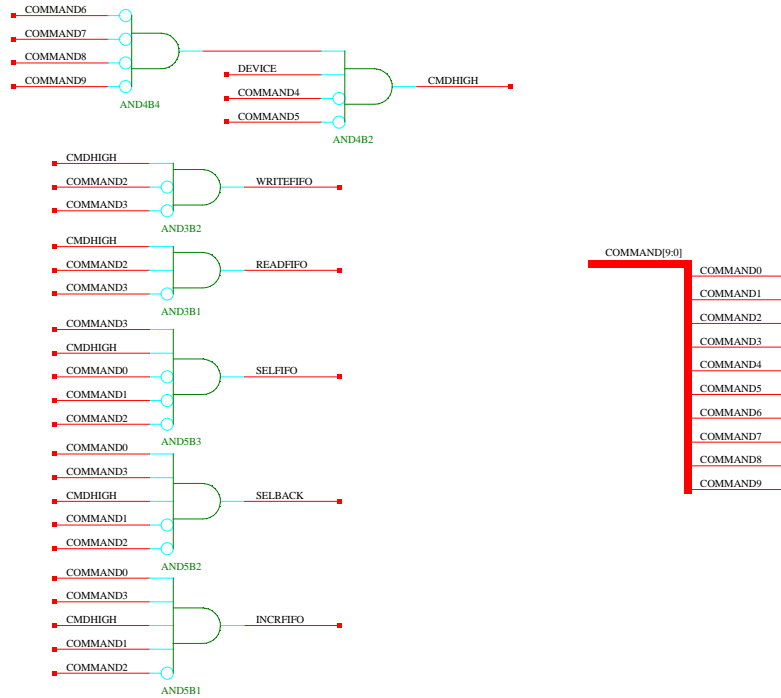 COMMAND6
COMMAND7
COMMAND8
COMMAND9
AND4B4
DEVICE
COMMAND4
COMMAND5
AND4B2
CMDHIGH
CMDHIGH
COMMAND2
COMMAND3
AND3B2
WRITEFIFO
CMDHIGH
COMMAND2
COMMAND3
AND3B1
READFIFO
COMMAND3
CMDHIGH
COMMAND0
COMMAND1
COMMAND2
AND5B3
SELFIFO
COMMAND0
COMMAND3
CMDHIGH
COMMAND1
COMMAND2
AND5B2
SELBACK
COMMAND0
COMMAND3
CMDHIGH
COMMAND1
COMMAND2
AND5B1
INCRFIFO
COMMAND[9:0]
COMMAND0
COMMAND1
COMMAND2
COMMAND3
COMMAND4
COMMAND5
COMMAND6
COMMAND7
COMMAND8
COMMAND9